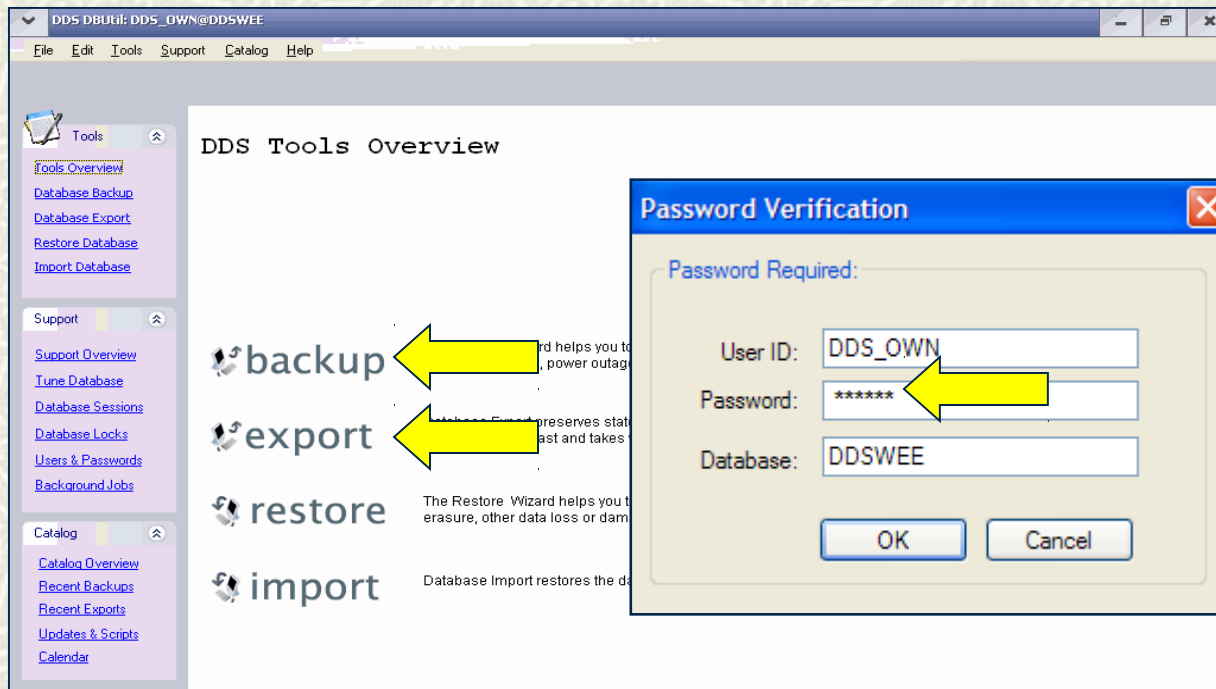 DDS DBUtil: DDS_OWN@DDSWEE
File Edit Tools Support Catalog Help
Tools
Tools Overview
Database Backup
Database Export
Restore Database
Import Database
Support
Support Overview
Tune Database
Database Sessions
Database Locks
Users & Passwords
Background Jobs
Catalog
Catalog Overview
Recent Backups
Recent Exports
Updates & Scripts
Calendar
DDS Tools Overview
backup
helps you to
, power outag
export
preserves stat
and takes
restore
The Restore Wizard helps you t
erasure, other data loss or dam
import
Database Import restores the da
Password Verification
Password Required:
User ID: DDS_OWN
Password: ******
Database: DDSWEE
OK Cancel